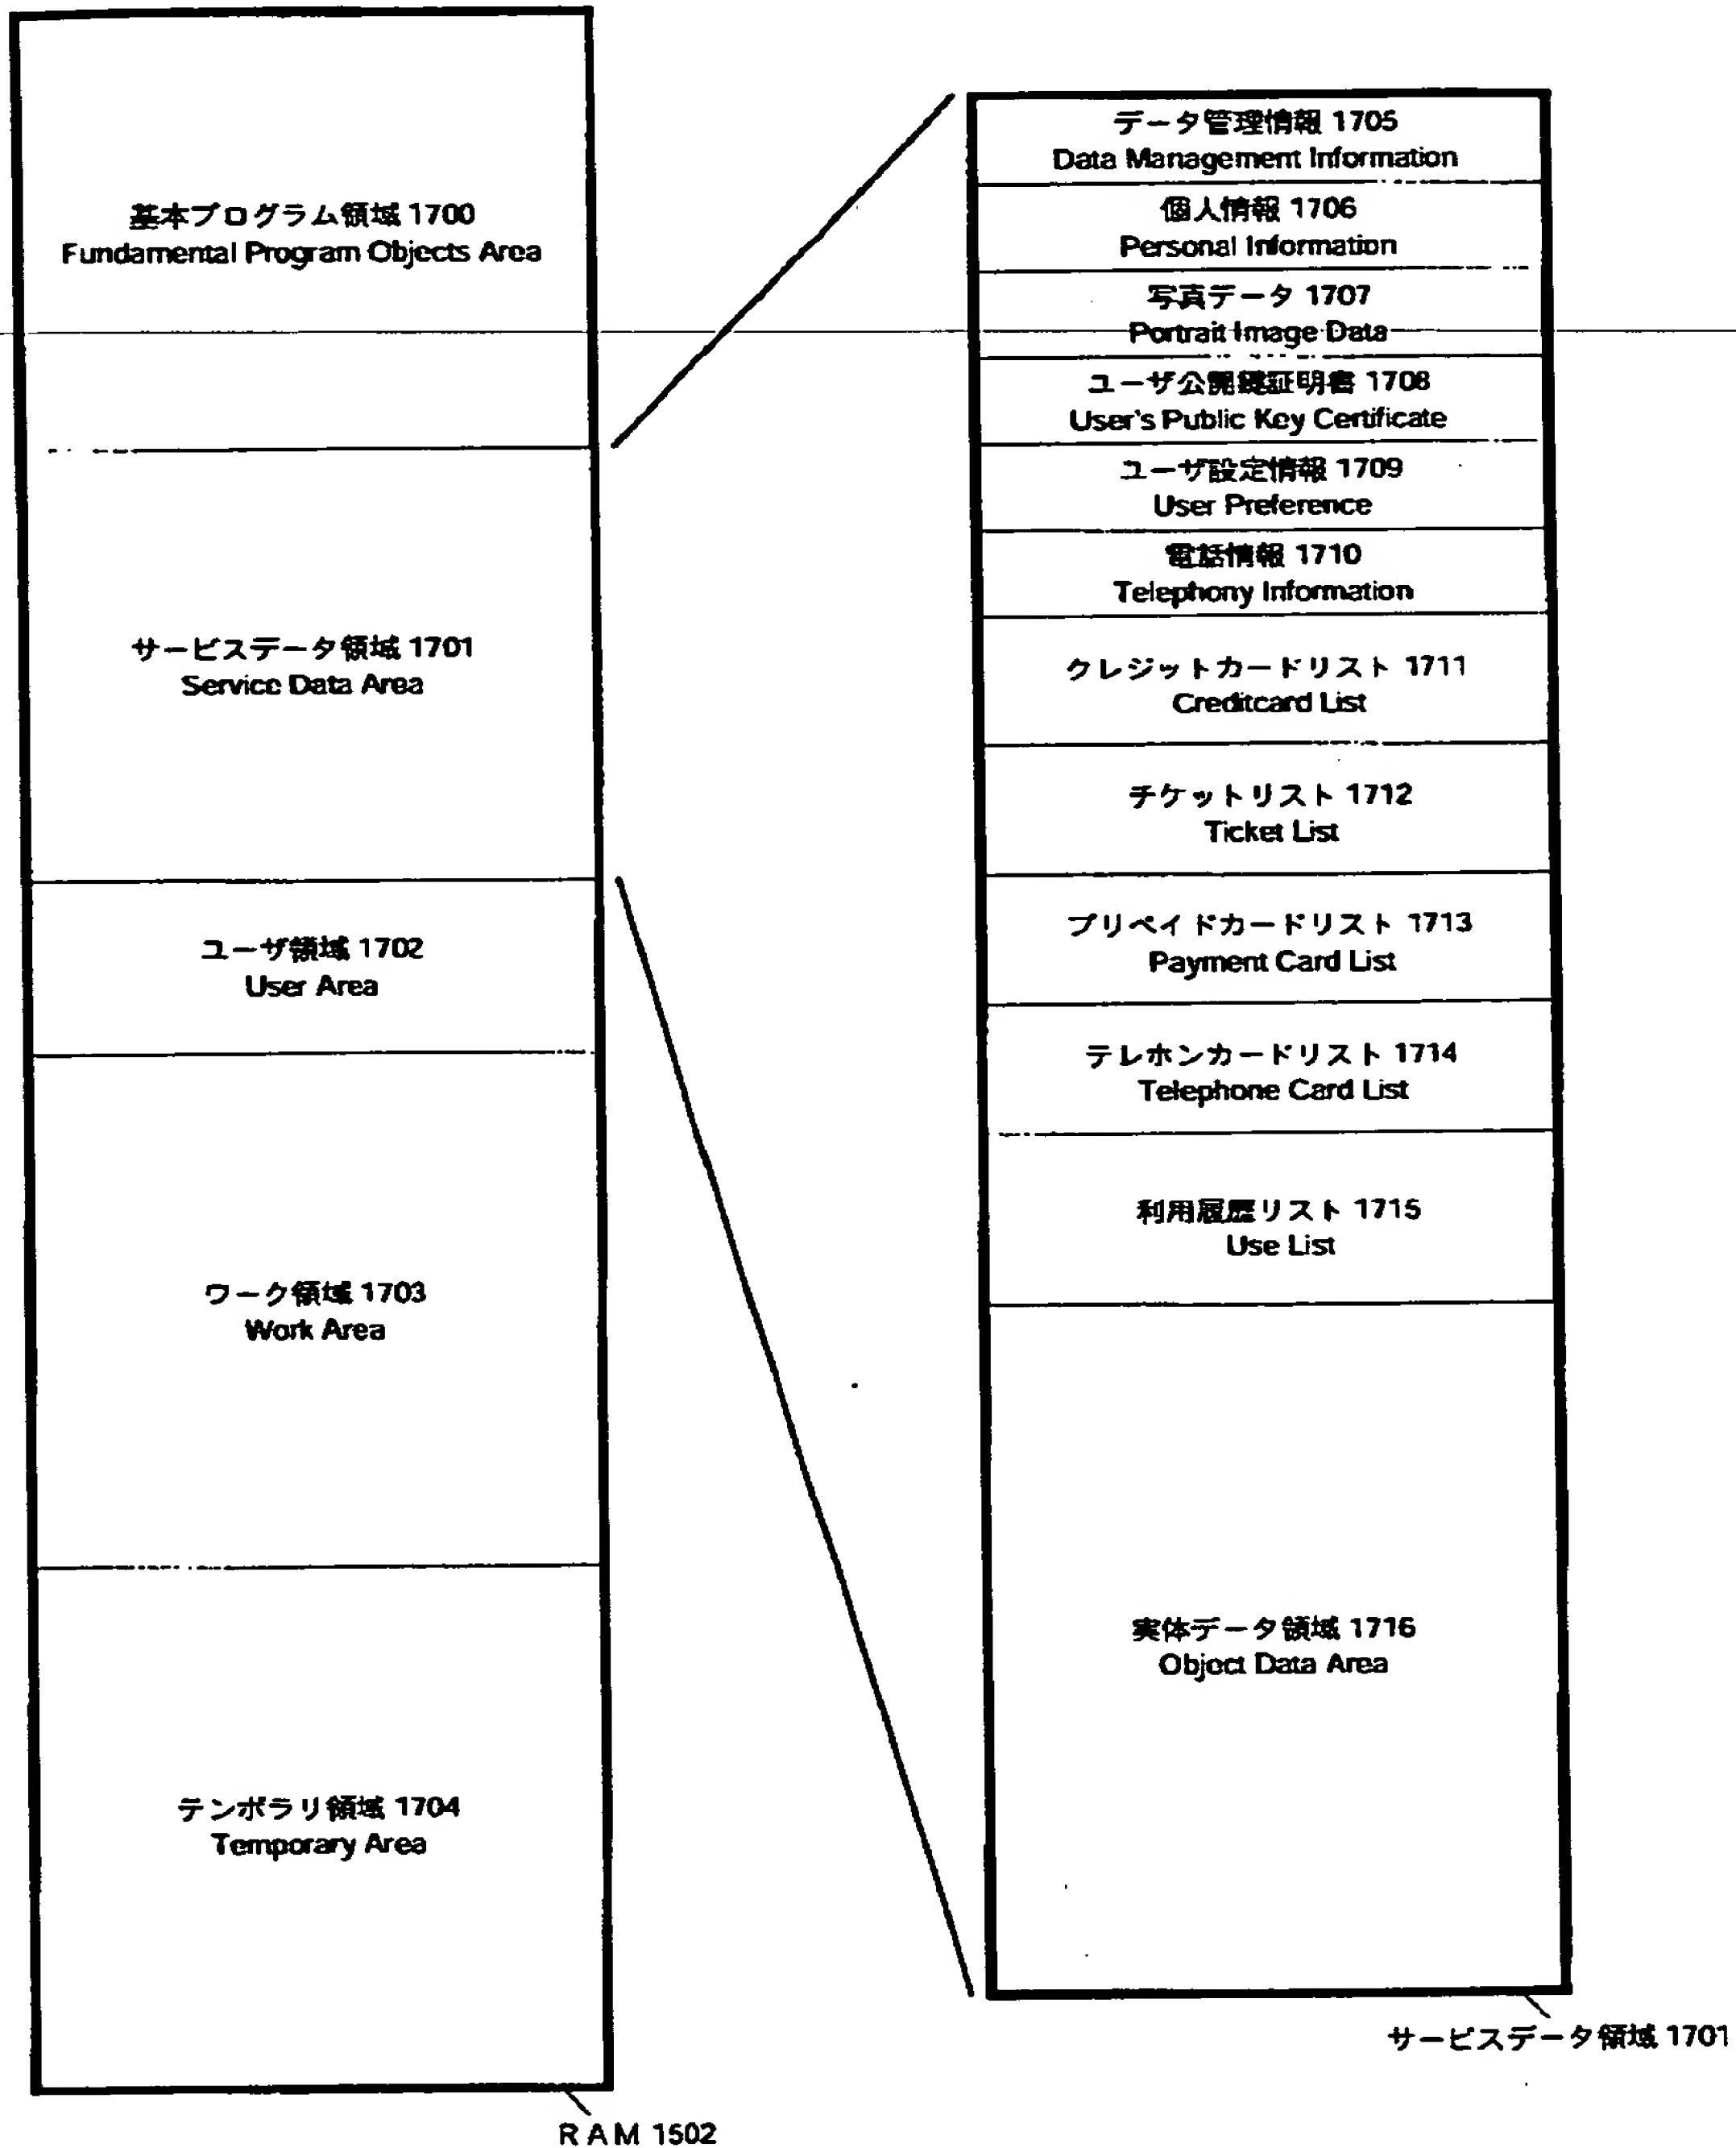 基本プログラム領域 1700
Fundamental Program Objects Area
サービスデータ領域 1701
Service Data Area
ユーザ領域 1702
User Area
ワーク領域 1703
Work Area
テンポラリ領域 1704
Temporary Area
RAM 1502
データ管理情報 1705
Data Management Information
個人情報 1706
Personal Information
写真データ 1707
Portrait Image Data
ユーザ公開鍵証明書 1708
User's Public Key Certificate
ユーザ設定情報 1709
User Preference
電話情報 1710
Telephony Information
クレジットカードリスト 1711
Creditcard List
チケットリスト 1712
Ticket List
プリペイドカードリスト 1713
Payment Card List
テレホンカードリスト 1714
Telephone Card List
利用履歴リスト 1715
Use List
実体データ領域 1716
Object Data Area
サービスデータ領域 1701